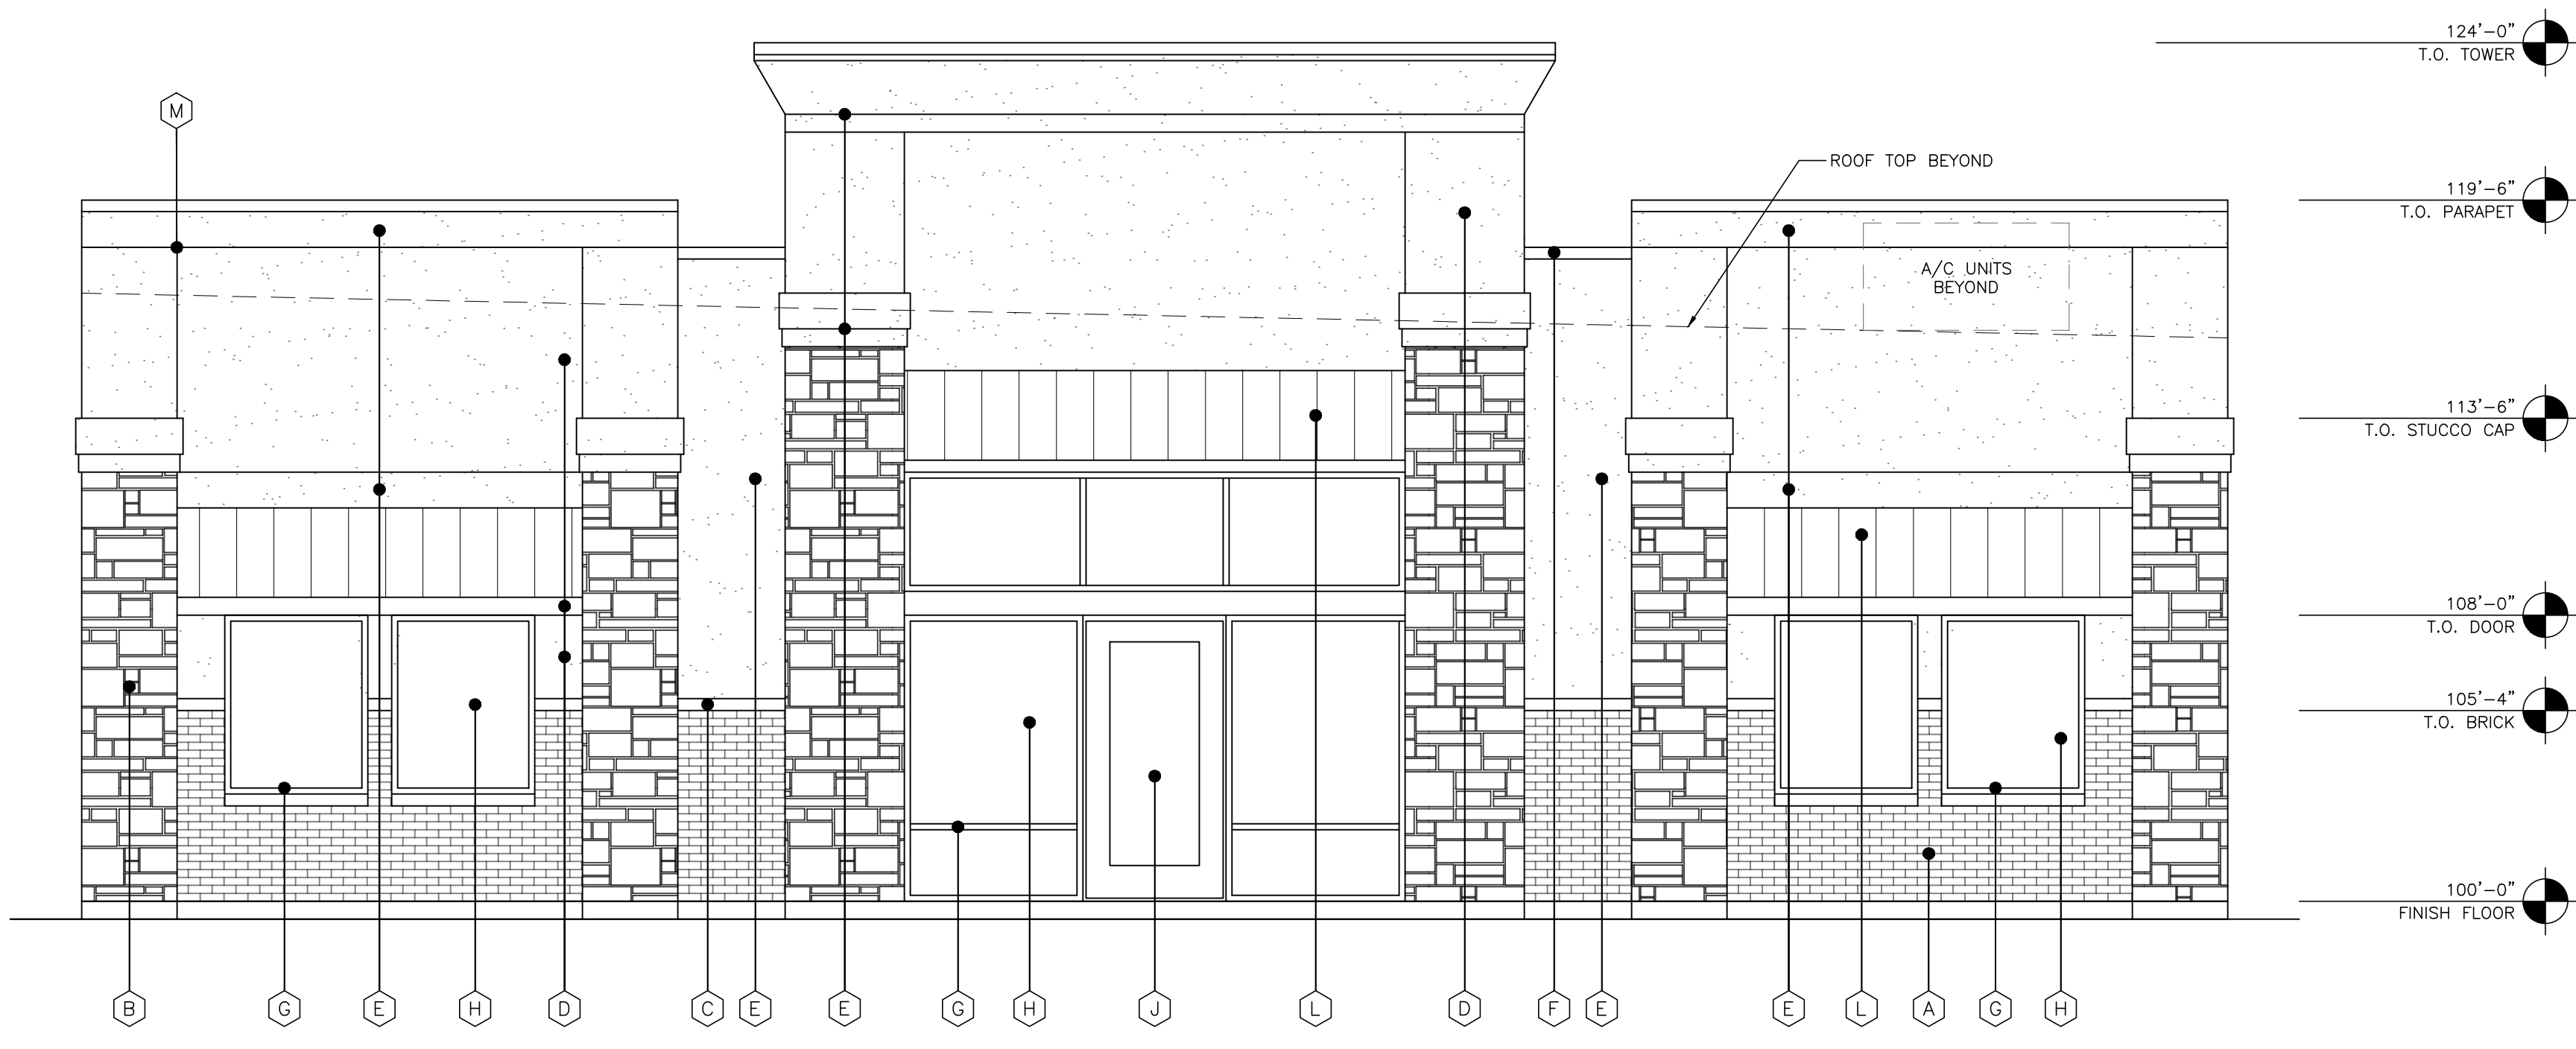 124'-0"
T.O. TOWER
M
ROOF TOP BEYOND
119'-6"
T.O. PARAPET
A/C UNITS
BEYOND
113'-6"
T.O. STUCCO CAP
108'-0"
T.O. DOOR
105'-4"
T.O. BRICK
100'-0"
FINISH FLOOR
B G E H D C E E G H J L D F E E L A G H